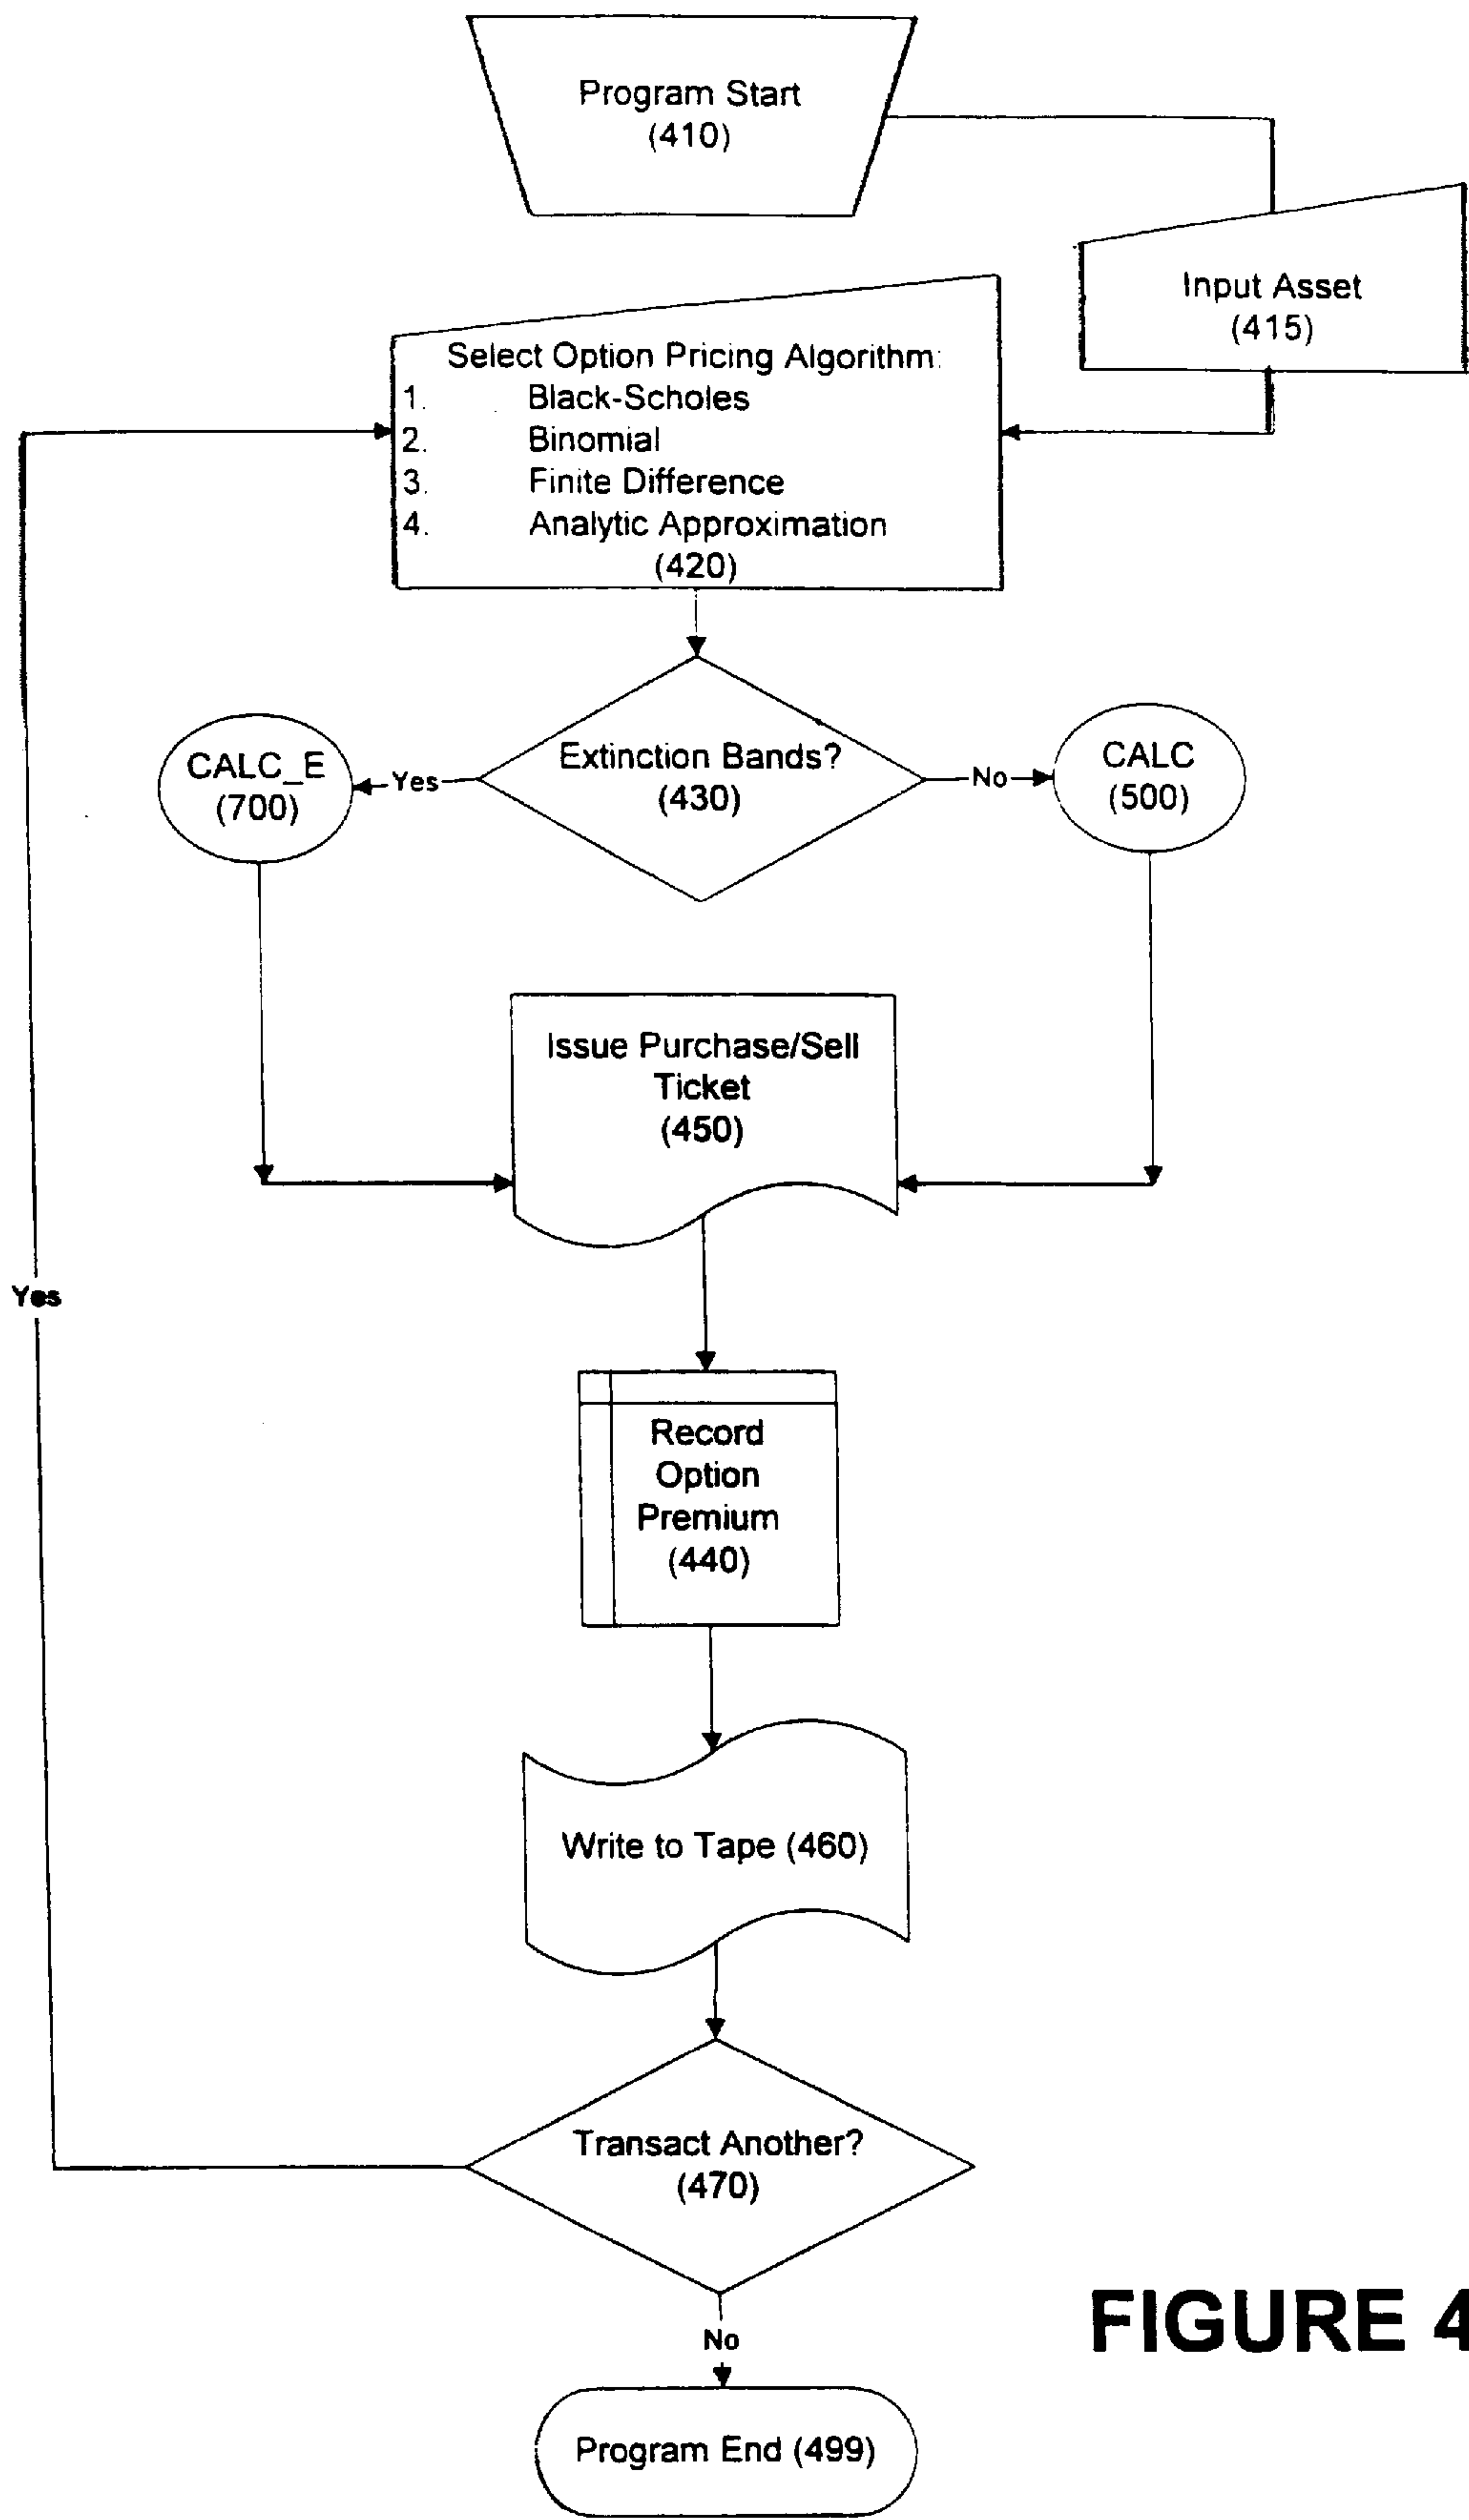 Program Start
(410)
Input Asset
(415)
Select Option Pricing Algorithm:
1. Black-Scholes
2. Binomial
3. Finite Difference
4. Analytic Approximation
(420)
Extinction Bands?
(430)
CALC_E
(700)
Yes
No
CALC
(500)
Issue Purchase/Sell
Ticket
(450)
Yes
Record
Option
Premium
(440)
Write to Tape (460)
Transact Another?
(470)
No
FIGURE 4
Program End (499)